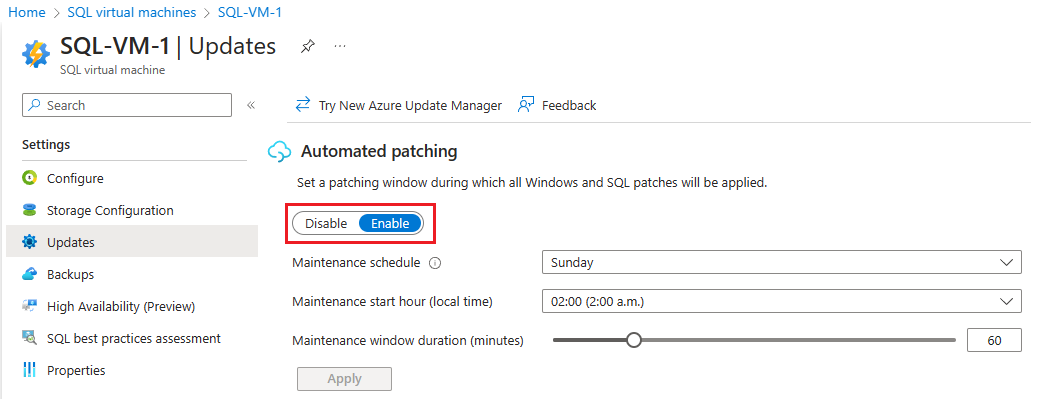 Home > SQL virtual machines > SQL-VM-1
SQL-VM-1 | Updates
SQL virtual machine
Search
Try New Azure Update Manager
Feedback
Settings
Configure
Storage Configuration
Updates
Backups
High Availability (Preview)
SQL best practices assessment
Properties
Automated patching
Set a patching window during which all Windows and SQL patches will be applied.
Disable Enable
Maintenance schedule Sunday
Maintenance start hour (local time) 02:00 (2:00 a.m.)
Maintenance window duration (minutes) 60
Apply